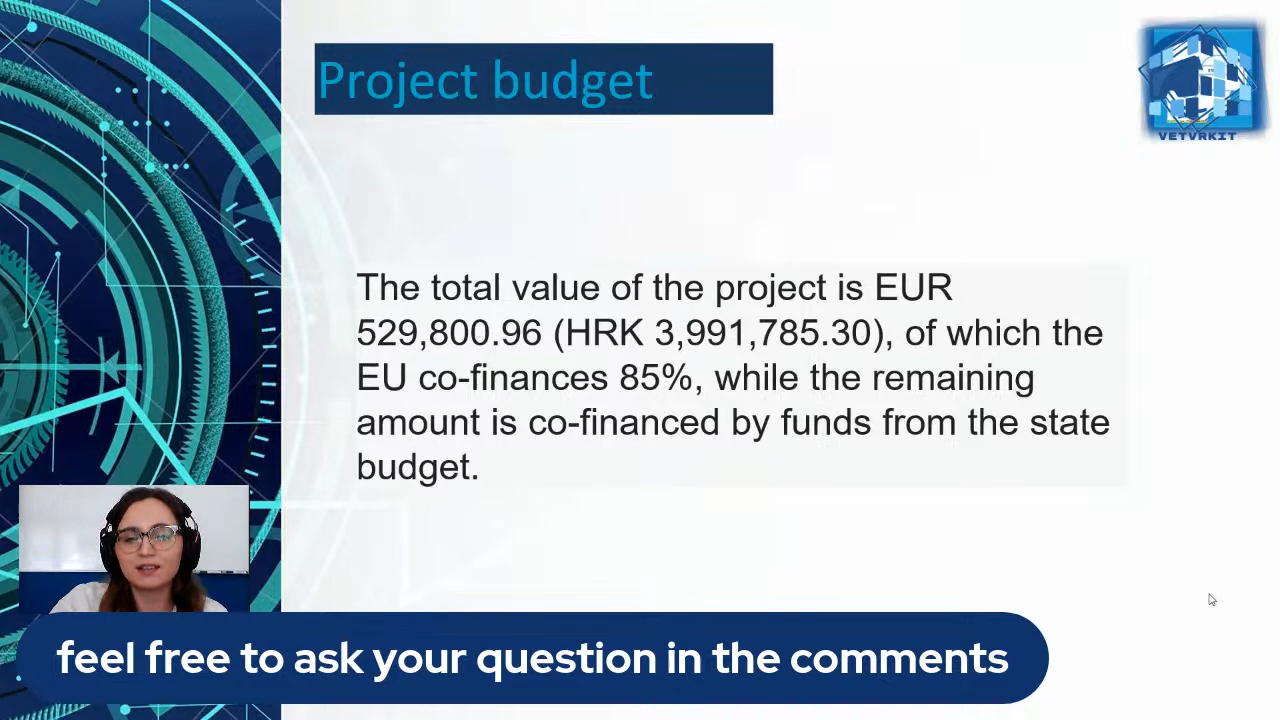 Project budget
VETVRKIT
The total value of the project is EUR
529,800.96 (HRK 3,991,785.30), of which the
EU co-finances 85%, while the remaining
amount is co-financed by funds from the state
budget.
feel free to ask your question in the comments